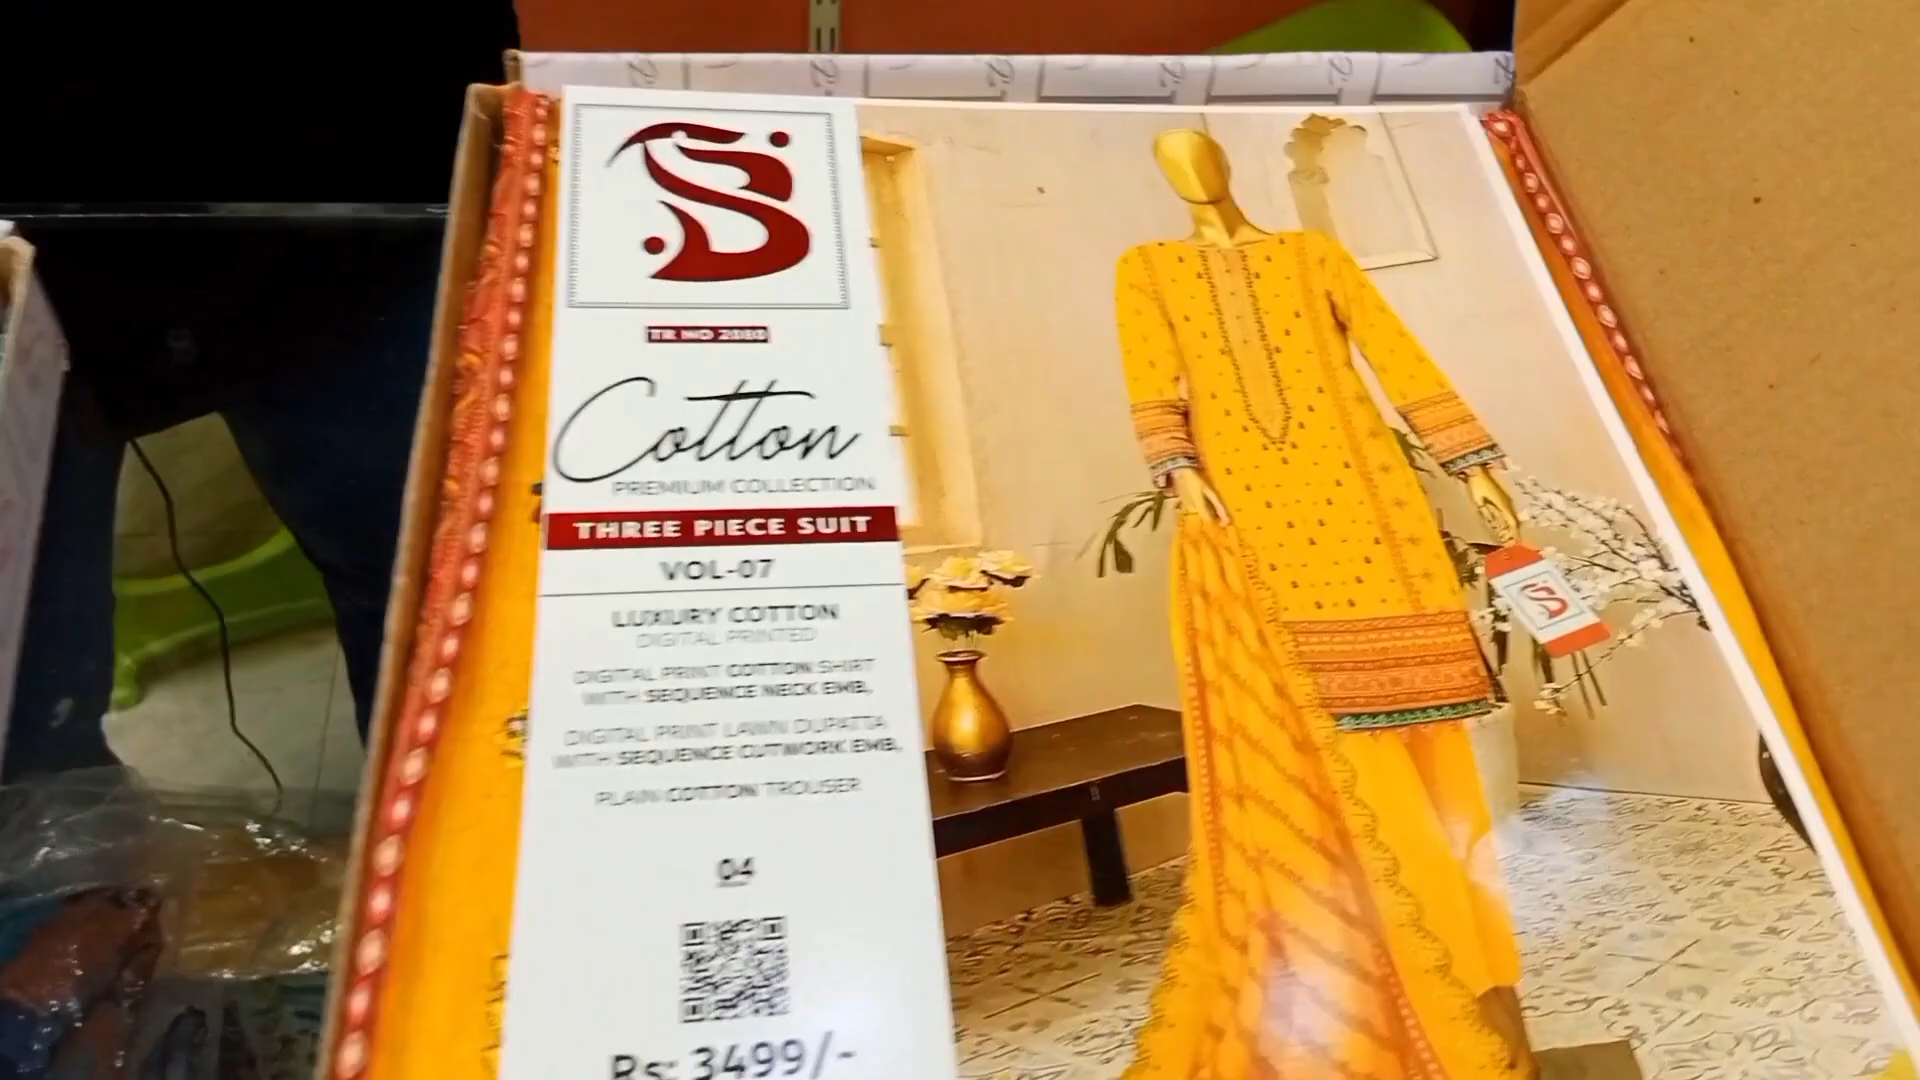 TR NO
Cotton
PREMIUM COLLECTION
THREE PIECE SUIT
VOL-07
LUXURY COTTON
DIGITAL PRINTED
DIGITAL PRINT COTTON SHIRT
WITH SEQUENCE NECK EMB,
DIGITAL PRINT LAWN DUPATTA
WITH SEQUENCE CUTWORK EMB,
PLAIN COTTON TROUSER
04
Rs: 3499/-